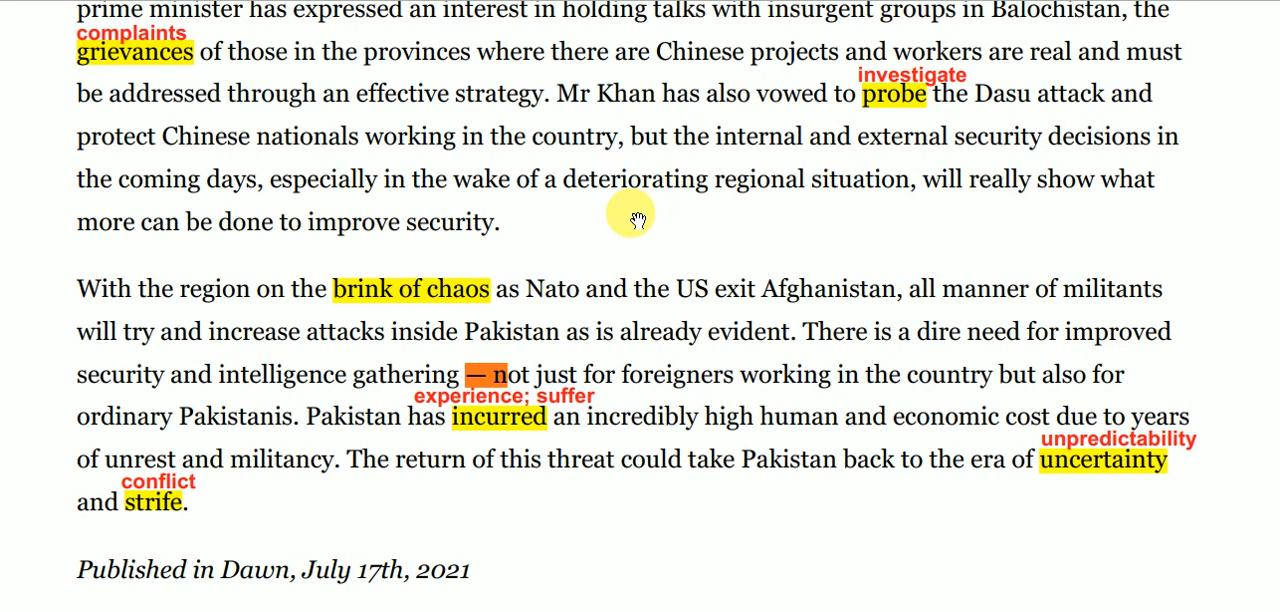 prime minister has expressed an interest in holding talks with insurgent groups in Balochistan, the
complaints
grievances of those in the provinces where there are Chinese projects and workers are real and must
investigate
be addressed through an effective strategy. Mr Khan has also vowed to probe the Dasu attack and
protect Chinese nationals working in the country, but the internal and external security decisions in
the coming days, especially in the wake of a deteriorating regional situation, will really show what
more can be done to improve security.
With the region on the brink of chaos as Nato and the US exit Afghanistan, all manner of militants
will try and increase attacks inside Pakistan as is already evident. There is a dire need for improved
security and intelligence gathering — not just for foreigners working in the country but also for
experience; suffer
ordinary Pakistanis. Pakistan has incurred an incredibly high human and economic cost due to years
unpredictability
of unrest and militancy. The return of this threat could take Pakistan back to the era of uncertainty
conflict
and strife.
Published in Dawn, July 17th, 2021